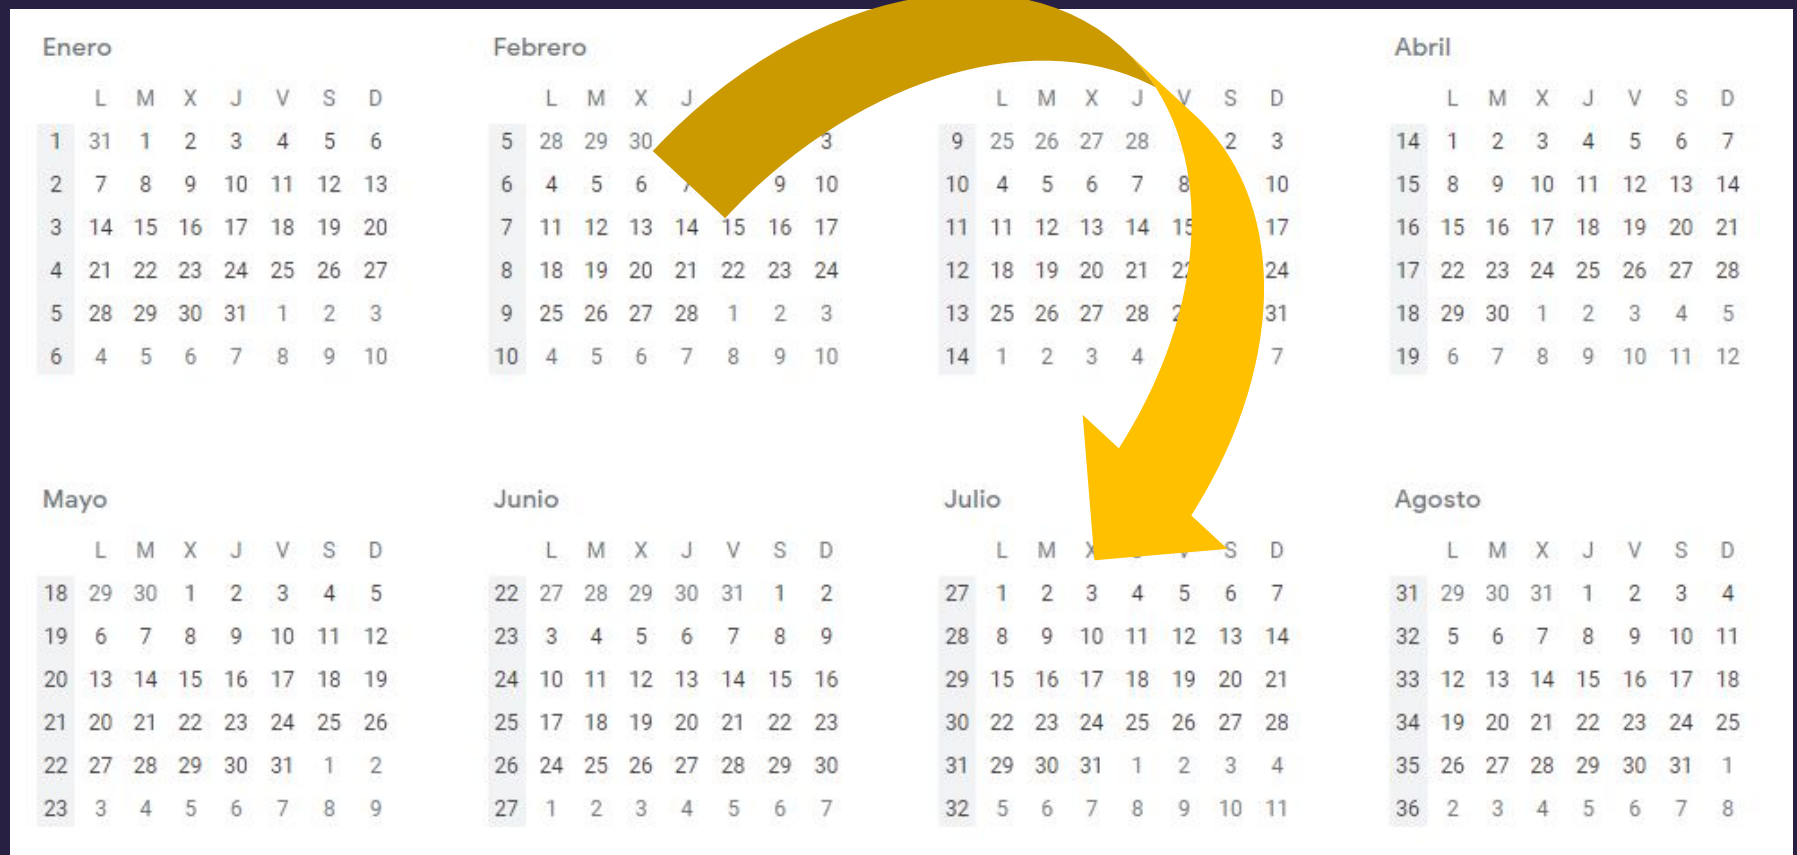 Enero
L M X J V S D
1 31 1 2 3 4 5 6
2 7 8 9 10 11 12 13
3 14 15 16 17 18 19 20
4 21 22 23 24 25 26 27
5 28 29 30 31 1 2 3
6 4 5 6 7 8 9 10
Febrero
L M X J
5 28 29 30 3
6 4 5 6 9 10
7 11 12 13 14 15 16 17
8 18 19 20 21 22 23 24
9 25 26 27 28 1 2 3
10 4 5 6 7 8 9 10
L M X J V S D
9 25 26 27 28 2 3
10 4 5 6 7 8 10
11 11 12 13 14 15 17
12 18 19 20 21 24
13 25 26 27 28 31
14 1 2 3 4 7
Abril
L M X J V S D
14 1 2 3 4 5 6 7
15 8 9 10 11 12 13 14
16 15 16 17 18 19 20 21
17 22 23 24 25 26 27 28
18 29 30 1 2 3 4 5
19 6 7 8 9 10 11 12
Mayo
L M X J V S D
18 29 30 1 2 3 4 5
19 6 7 8 9 10 11 12
20 13 14 15 16 17 18 19
21 20 21 22 23 24 25 26
22 27 28 29 30 31 1 2
23 3 4 5 6 7 8 9
Junio
L M X J V S D
22 27 28 29 30 31 1 2
23 3 4 5 6 7 8 9
24 10 11 12 13 14 15 16
25 17 18 19 20 21 22 23
26 24 25 26 27 28 29 30
27 1 2 3 4 5 6 7
Julio
L M X S D
27 1 2 3 4 5 6 7
28 8 9 10 11 12 13 14
29 15 16 17 18 19 20 21
30 22 23 24 25 26 27 28
31 29 30 31 1 2 3 4
32 5 6 7 8 9 10 11
Agosto
L M X J V S D
31 29 30 31 1 2 3 4
32 5 6 7 8 9 10 11
33 12 13 14 15 16 17 18
34 19 20 21 22 23 24 25
35 26 27 28 29 30 31 1
36 2 3 4 5 6 7 8